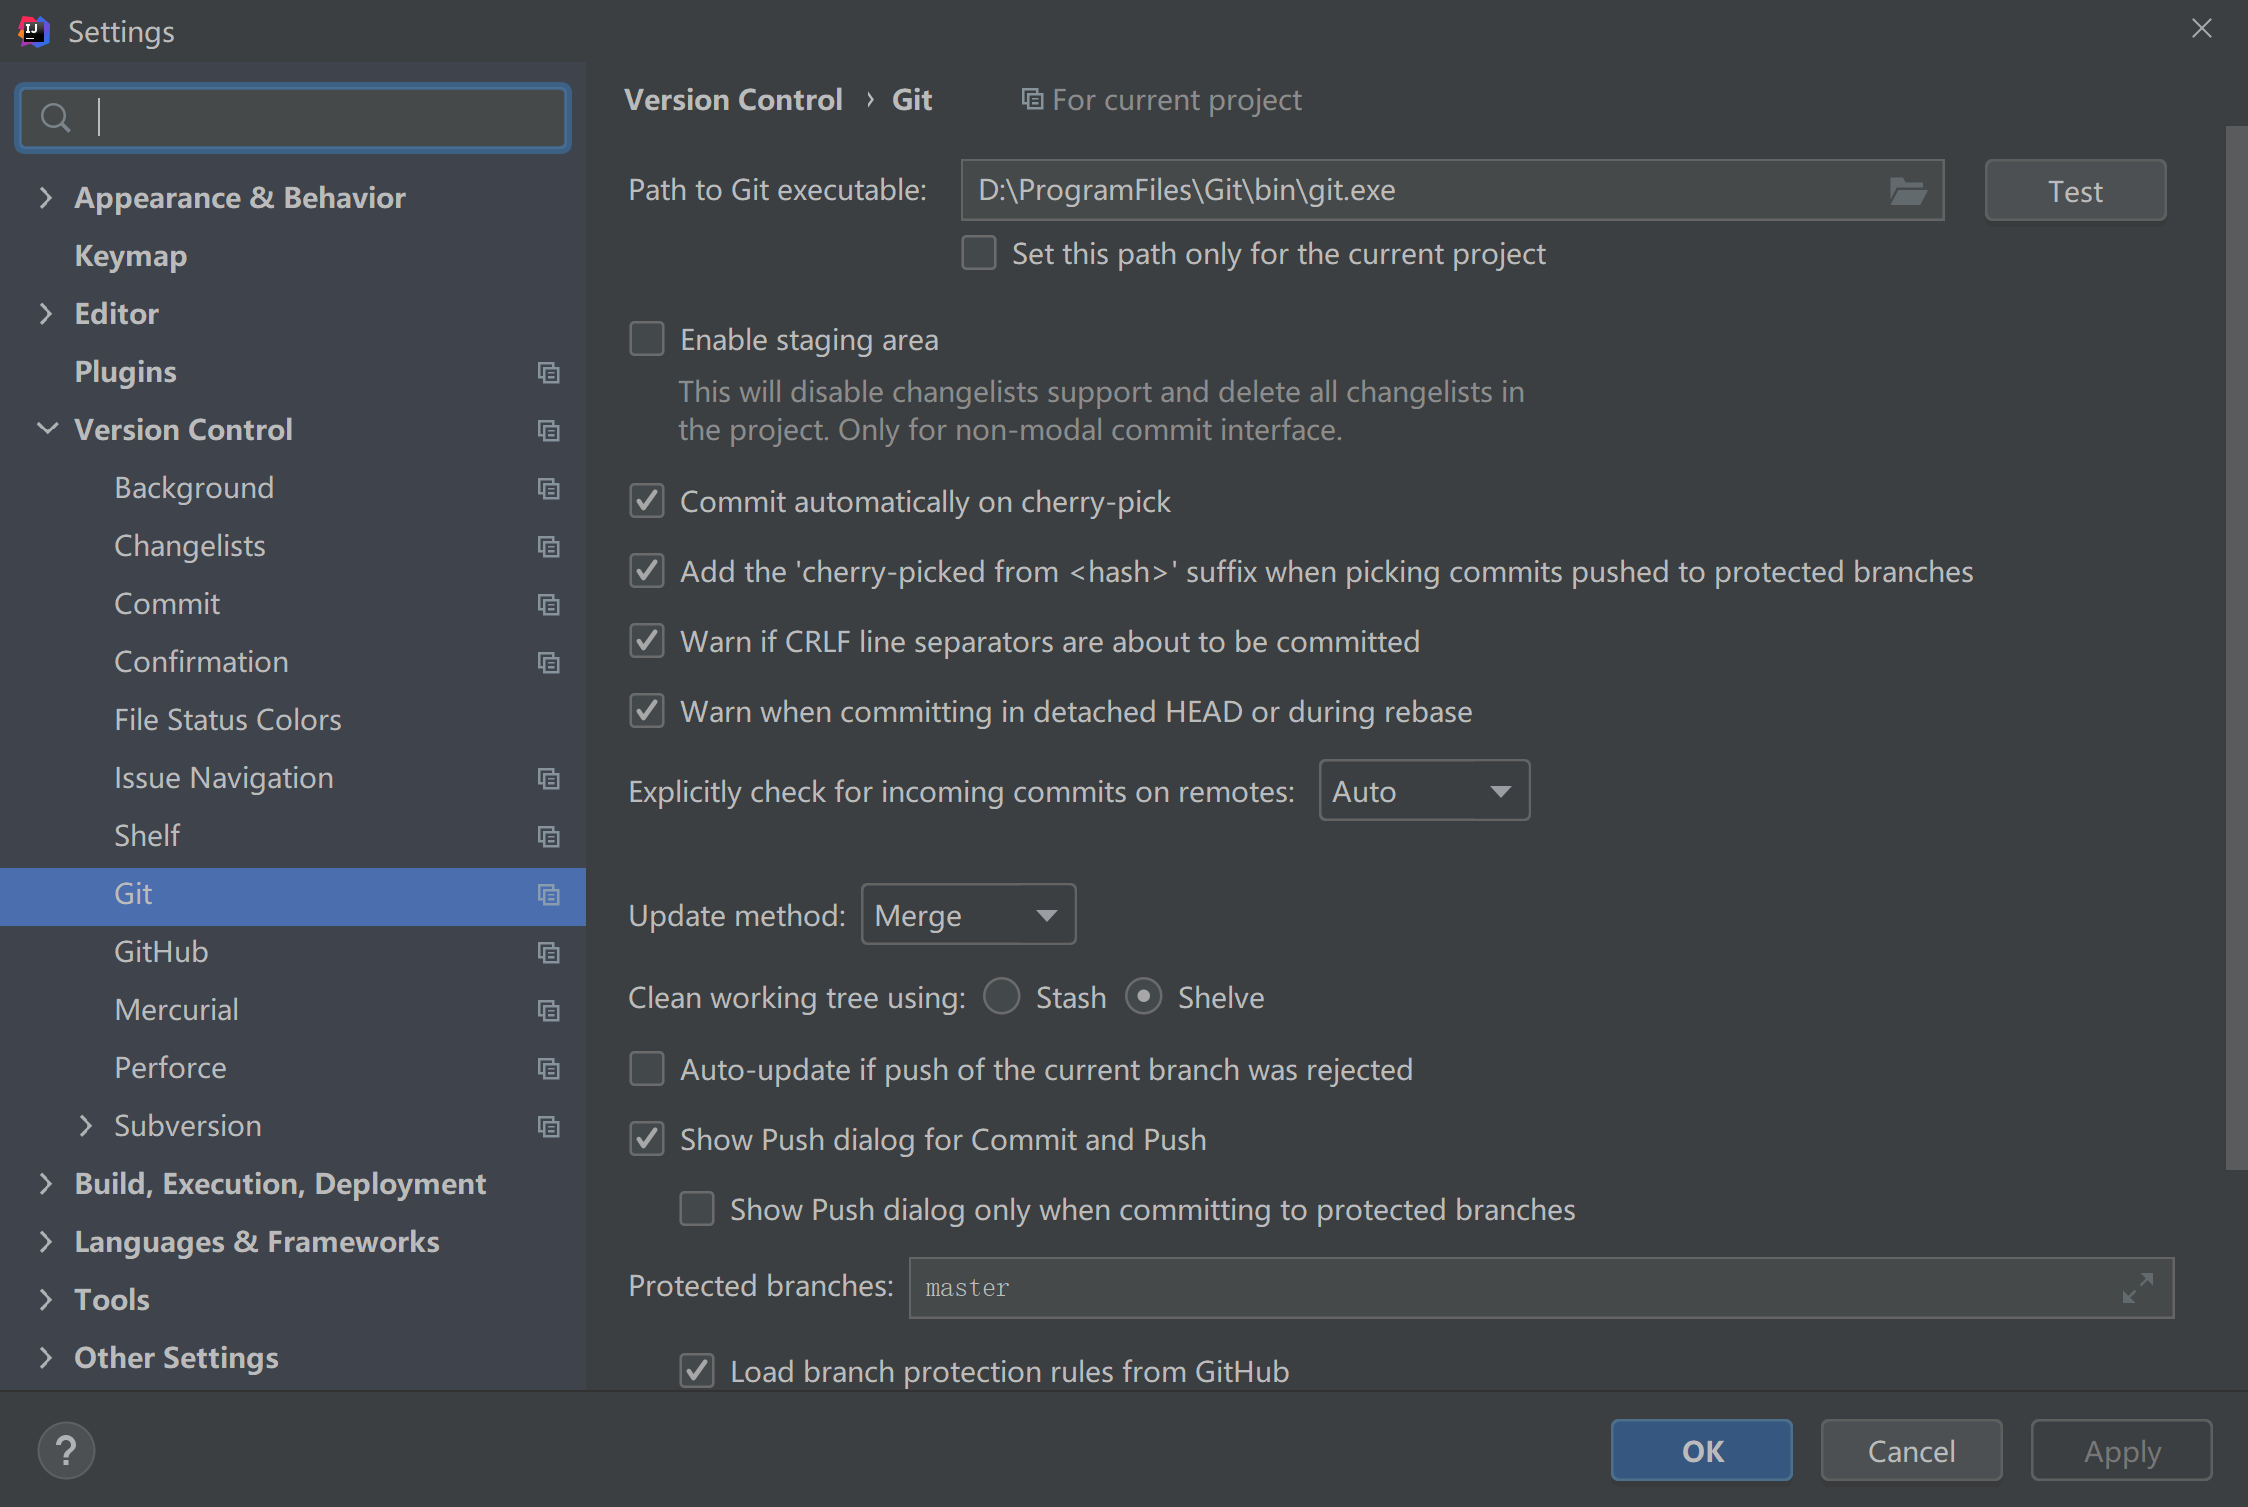 Settings
Appearance & Behavior
Keymap
Editor
Plugins
Version Control
Background
Changelists
Commit
Confirmation
File Status Colors
Issue Navigation
Shelf
Git
GitHub
Mercurial
Perforce
Subversion
Build, Execution, Deployment
Languages & Frameworks
Tools
Other Settings
Version Control › Git For current project
Path to Git executable: D:\ProgramFiles\Git\bin\git.exe Test
Set this path only for the current project
Enable staging area
This will disable changelists support and delete all changelists in
the project. Only for non-modal commit interface.
Commit automatically on cherry-pick
Add the 'cherry-picked from <hash>' suffix when picking commits pushed to protected branches
Warn if CRLF line separators are about to be committed
Warn when committing in detached HEAD or during rebase
Explicitly check for incoming commits on remotes: Auto
Update method: Merge
Clean working tree using: Stash Shelve
Auto-update if push of the current branch was rejected
Show Push dialog for Commit and Push
Show Push dialog only when committing to protected branches
Protected branches: master
Load branch protection rules from GitHub
? OK Cancel Apply